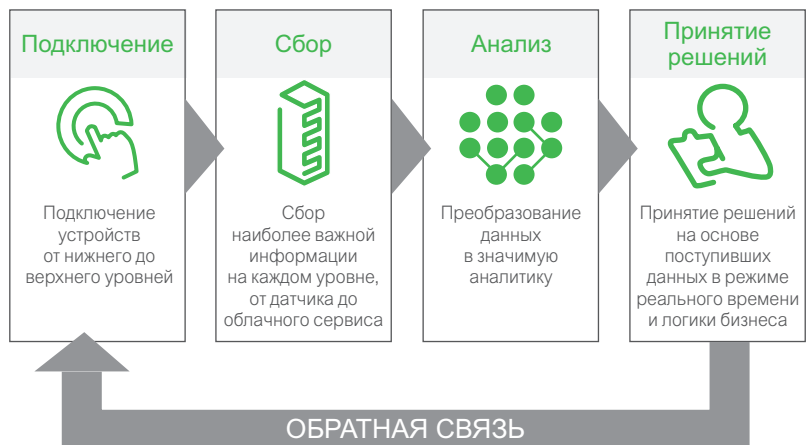 Подключение
Подключение
устройств
от нижнего до
верхнего уровней
Сбор
Сбор
наиболее важной
информации
на каждом уровне,
от датчика до
облачного сервиса
Анализ
Преобразование
данных
в значимую
аналитику
Принятие
решений
Принятие решений
на основе
поступивших
данных в режиме
реального времени
и логики бизнеса
ОБРАТНАЯ СВЯЗЬ